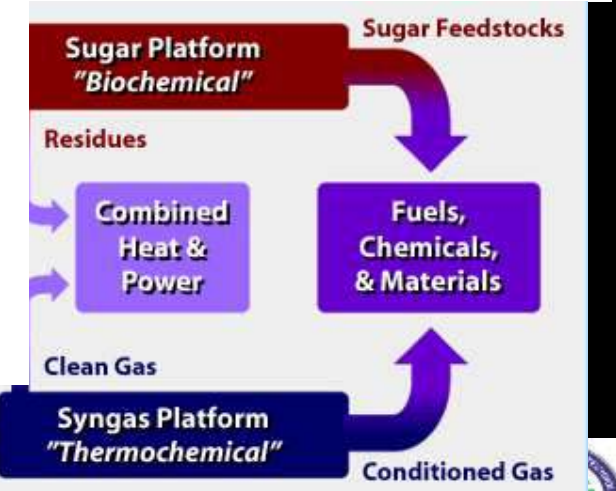 Sugar Feedstocks
Sugar Platform
"Biochemical"
Residues
Combined
Heat &
Power
Fuels,
Chemicals,
& Materials
Clean Gas
Syngas Platform
"Thermochemical"
Conditioned Gas